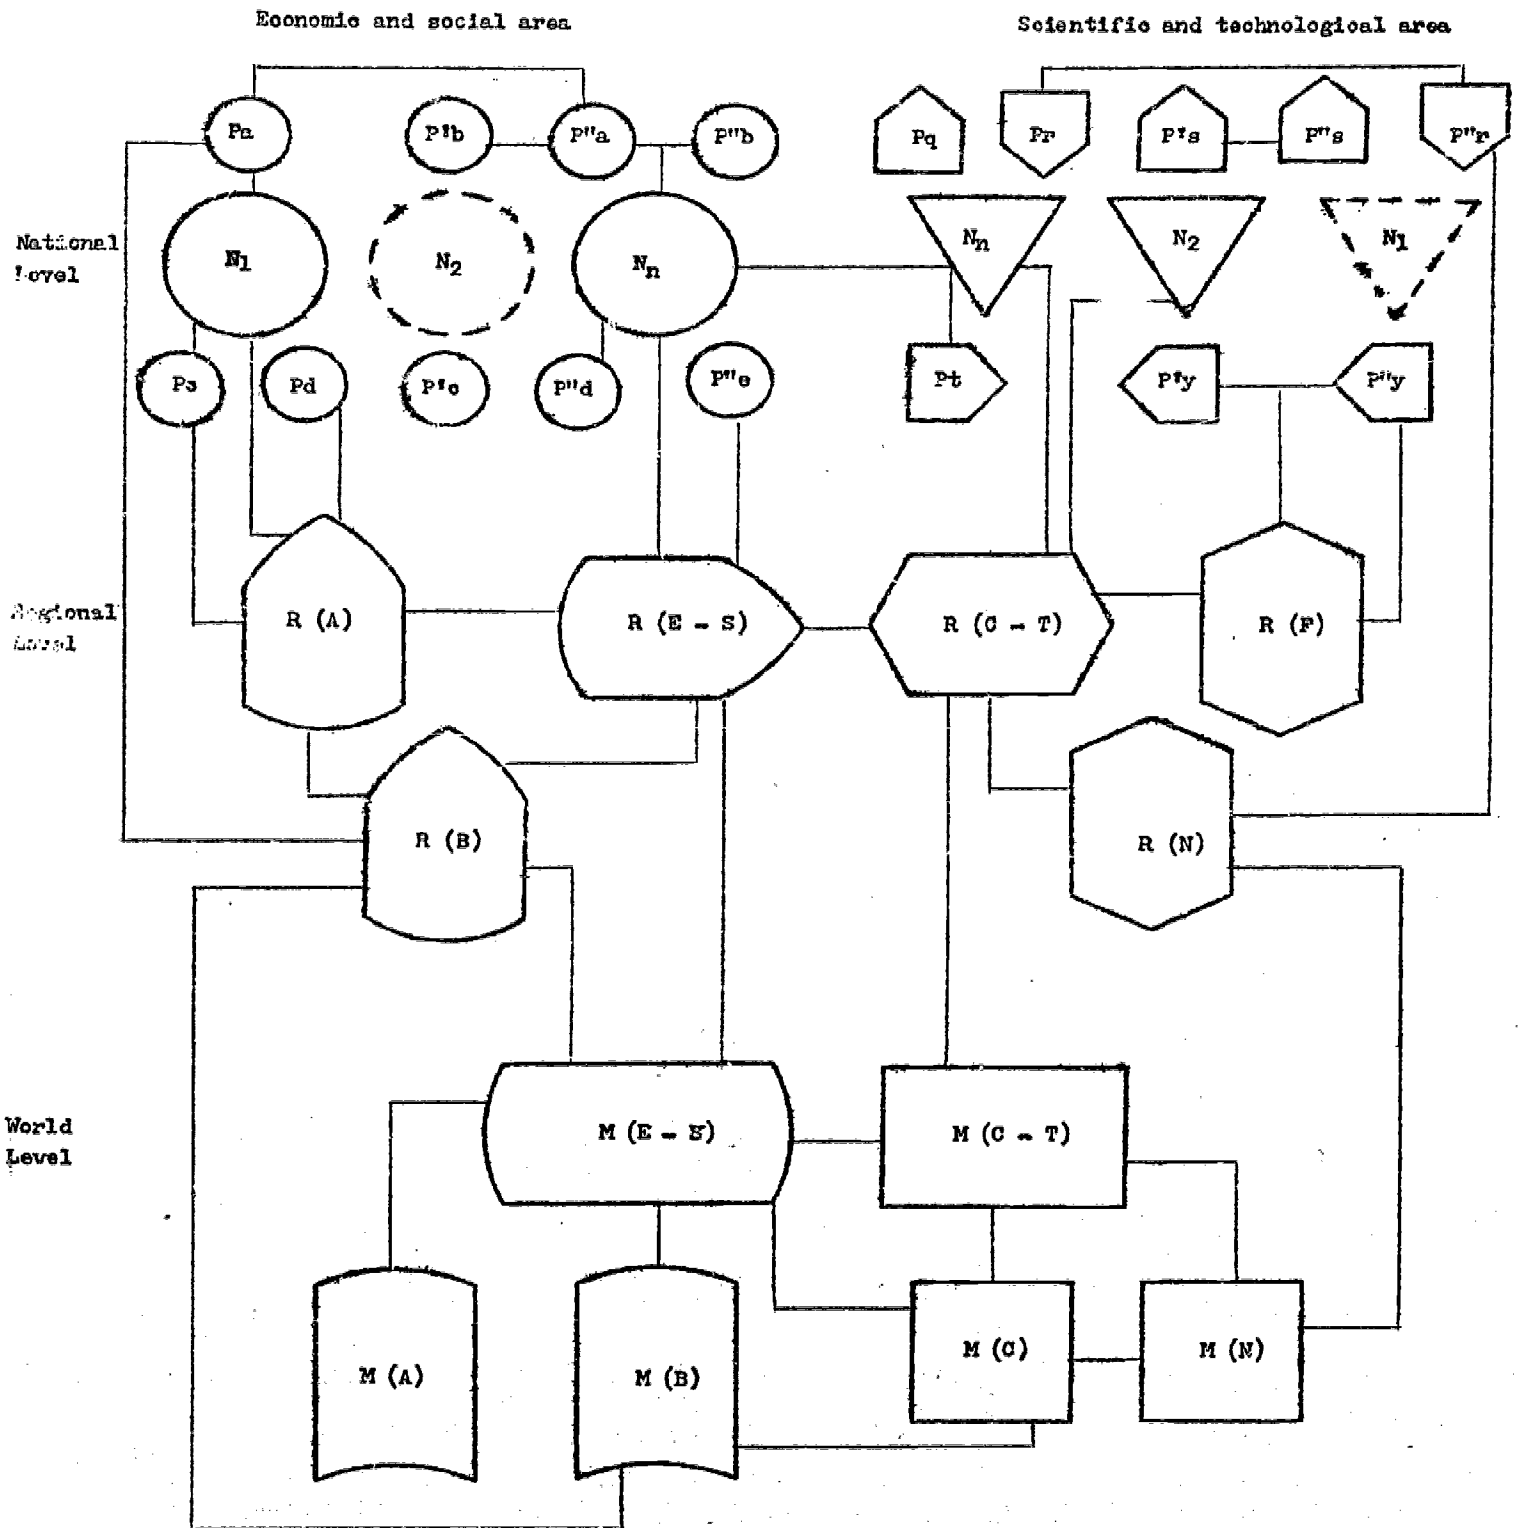 Economic and social area
Scientific and technological area
Pa
P'b
P"a
P"b
Pq
Pr
P's
P"s
P"r
National
Level
N1
N2
Nn
Nn
N2
N1
Pd
P'c
P"d
P"e
Pt
P'y
P"y
Regional
Level
R (A)
R (E - S)
R (C - T)
R (F)
R (B)
R (N)
World
Level
M (E - S)
M (C - T)
M (A)
M (B)
M (C)
M (N)